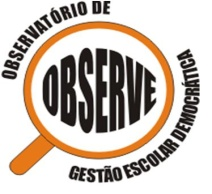 OBSERVATÓRIO DE
OBSERVE
GESTÃO ESCOLAR DEMOCRÁTICA